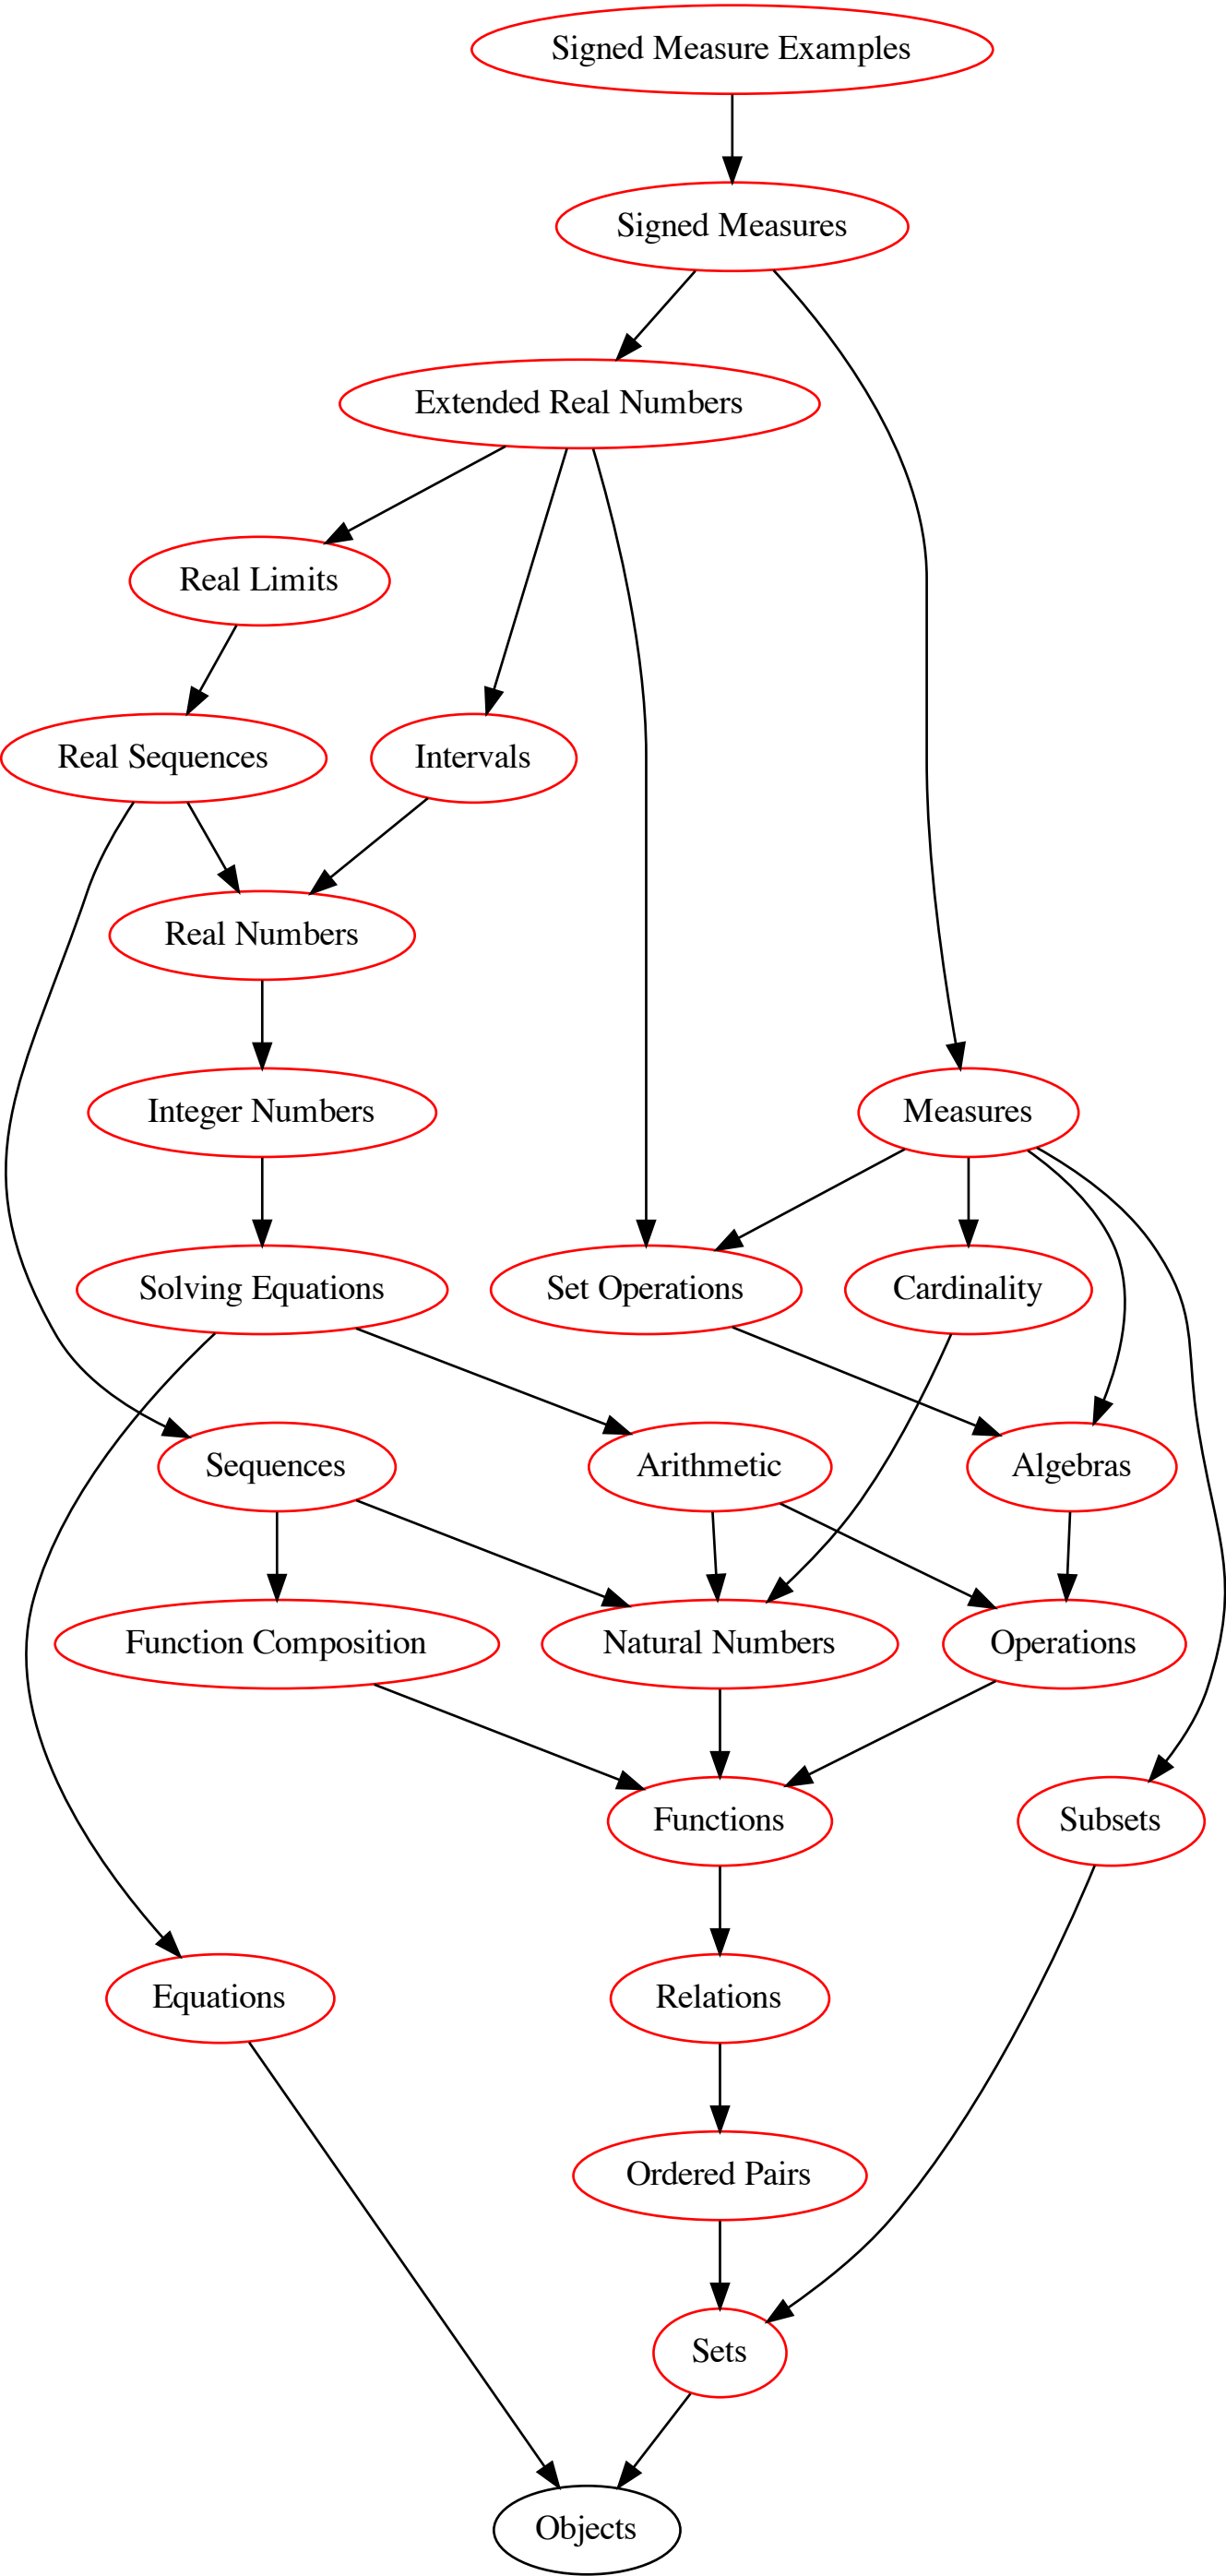 Signed Measure Examples
Signed Measures
Extended Real Numbers
Real Limits
Real Sequences
Intervals
Real Numbers
Integer Numbers
Measures
Solving Equations
Set Operations
Cardinality
Sequences
Arithmetic
Algebras
Function Composition
Natural Numbers
Operations
Functions
Subsets
Equations
Relations
Ordered Pairs
Sets
Objects